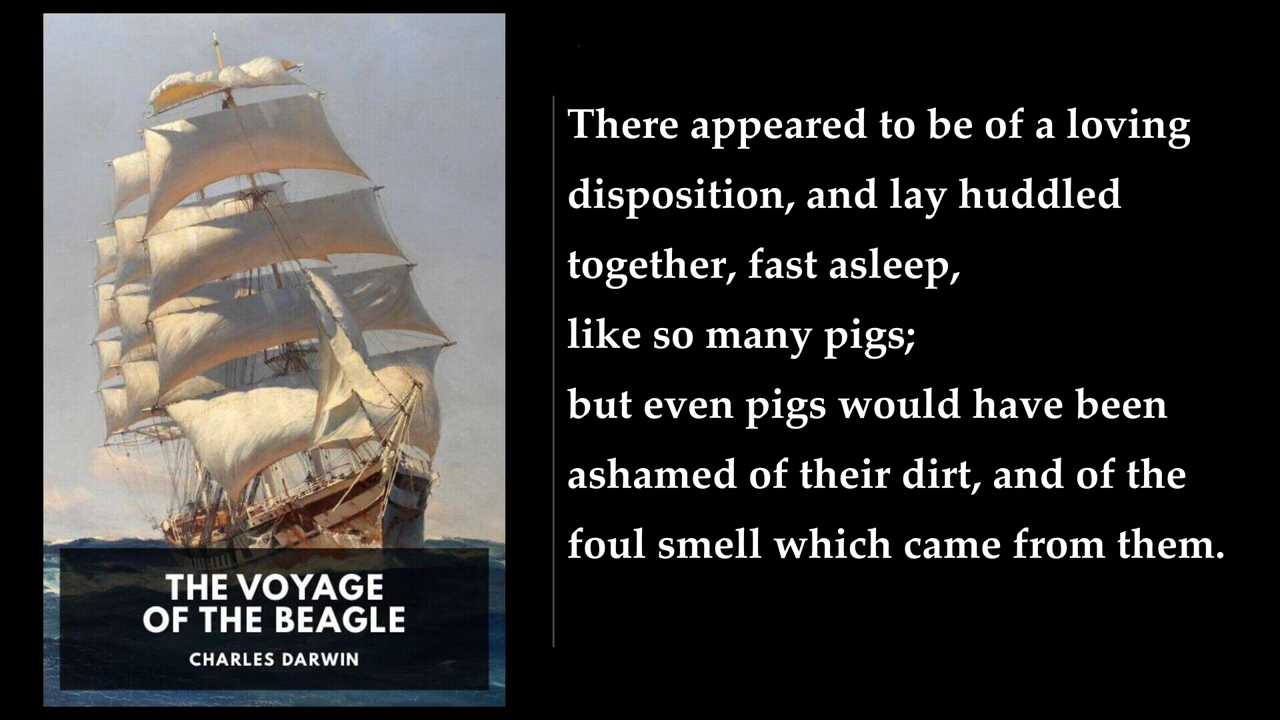 THE VOYAGE
OF THE BEAGLE
CHARLES DARWIN
There appeared to be of a loving
disposition, and lay huddled
together, fast asleep,
like so many pigs;
but even pigs would have been
ashamed of their dirt, and of the
foul smell which came from them.